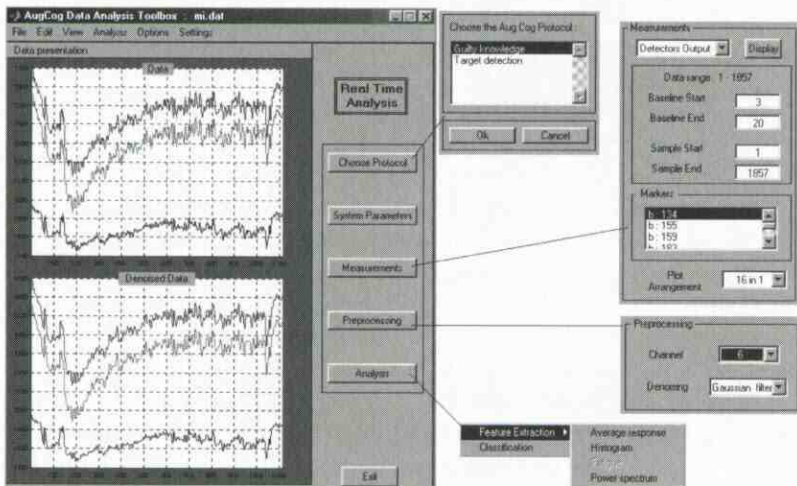 AugCog Data Analysis Toolbox : mi.dat
File Edit View Analysis Options Settings
Data presentation
Data
Denoised Data
Real Time
Analysis
Choose Protocol
System Parameters
Measurements
Preprocessing
Analysis
Exit
Choose the Aug Cog Protocol :
Guilty knowledge
Target detection
Ok Cancel
Measurements
Detectors Output Display
Data range : 1 - 1857
Baseline Start 3
Baseline End 20
Sample Start 1
Sample End 1857
Markers
b : 134
b : 155
b : 159
Plot
Arrangement 16 in 1
Preprocessing
Channel 6
Denoising Gaussian filter
Feature Extraction
Classification
Average response
Histogram
Power spectrum